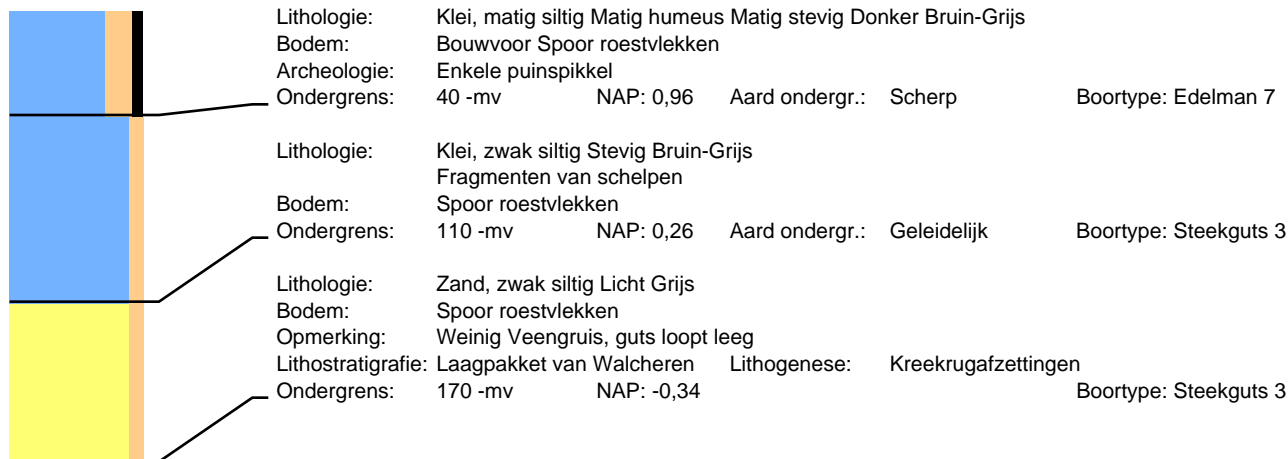 Lithologie: Klei, matig siltig Matig humeus Matig stevig Donker Bruin-Grijs
Bodem: Bouwvoor Spoor roestvlekken
Archeologie: Enkele puinspikkel
Ondergrens: 40 -mv NAP: 0,96 Aard ondergr.: Scherp Boortype: Edelman 7
Lithologie: Klei, zwak siltig Stevig Bruin-Grijs
Fragmenten van schelpen
Bodem: Spoor roestvlekken
Ondergrens: 110 -mv NAP: 0,26 Aard ondergr.: Geleidelijk Boortype: Steekguts 3
Lithologie: Zand, zwak siltig Licht Grijs
Bodem: Spoor roestvlekken
Opmerking: Weinig Veengruis, guts loopt leeg
Lithostratigrafie: Laagpakket van Walcheren Lithogenese: Kreekrugafzettingen
Ondergrens: 170 -mv NAP: -0,34 Boortype: Steekguts 3